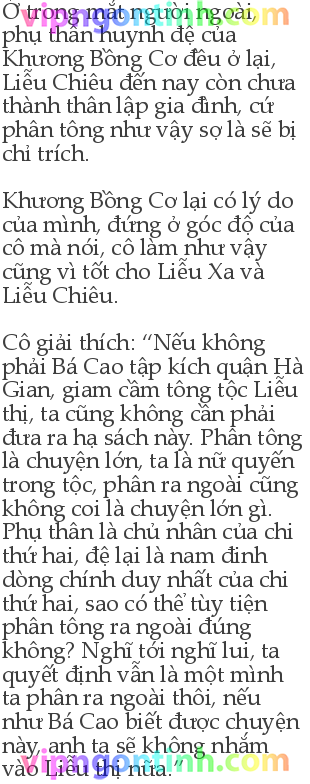 Ở trong mắt người ngoài,
phụ thân huynh đệ của
Khương Bồng Cơ đều ở lại,
Liễu Chiêu đến nay còn chưa
thành thân lập gia đình, cứ
phân tông như vậy sợ là sẽ bị
chỉ trích.
Khương Bồng Cơ lại có lý do
của mình, đứng ở góc độ của
cô mà nói, cô làm như vậy
cũng vì tốt cho Liễu Xa và
Liễu Chiêu.
Cô giải thích: “Nếu không
phải Bá Cao tập kích quận Hà
Gian, giam cầm tông tộc Liễu
thị, ta cũng không cần phải
đưa ra hạ sách này. Phân tông
là chuyện lớn, ta là nữ quyến
trong tộc, phân ra ngoài cũng
không coi là chuyện lớn gì.
Phụ thân là chủ nhân của chi
thứ hai, đệ lại là nam đinh
dòng chính duy nhất của chi
thứ hai, sao có thể tùy tiện
phân tông ra ngoài đúng
không? Nghĩ tới nghĩ lui, ta
quyết định vẫn là một mình
ta phân ra ngoài thôi, nếu
như Bá Cao biết được chuyện
này, anh ta sẽ không nhắm
vào Liễu thị nữa.”
vipngontinh.com
vipngontinh.com